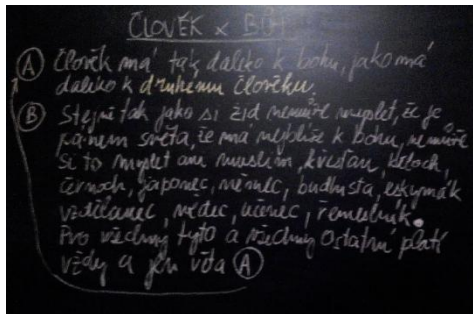 ČLOVĚK x BŮH
A Člověk má tak daleko k bohu, jako má
daleko k druhému člověku.
B Stejně tak jako si žid nemůže myslet, že je
pánem světa, že má nejblíže k bohu, nemůže
si to myslet ani muslim, křesťan, běloch,
černoch, japonec, němec, budhista, eskymák
vzdělanec, vědec, učenec, řemeslník.
Pro všechny tyto a všechny ostatní platí
vždy a jen věta A